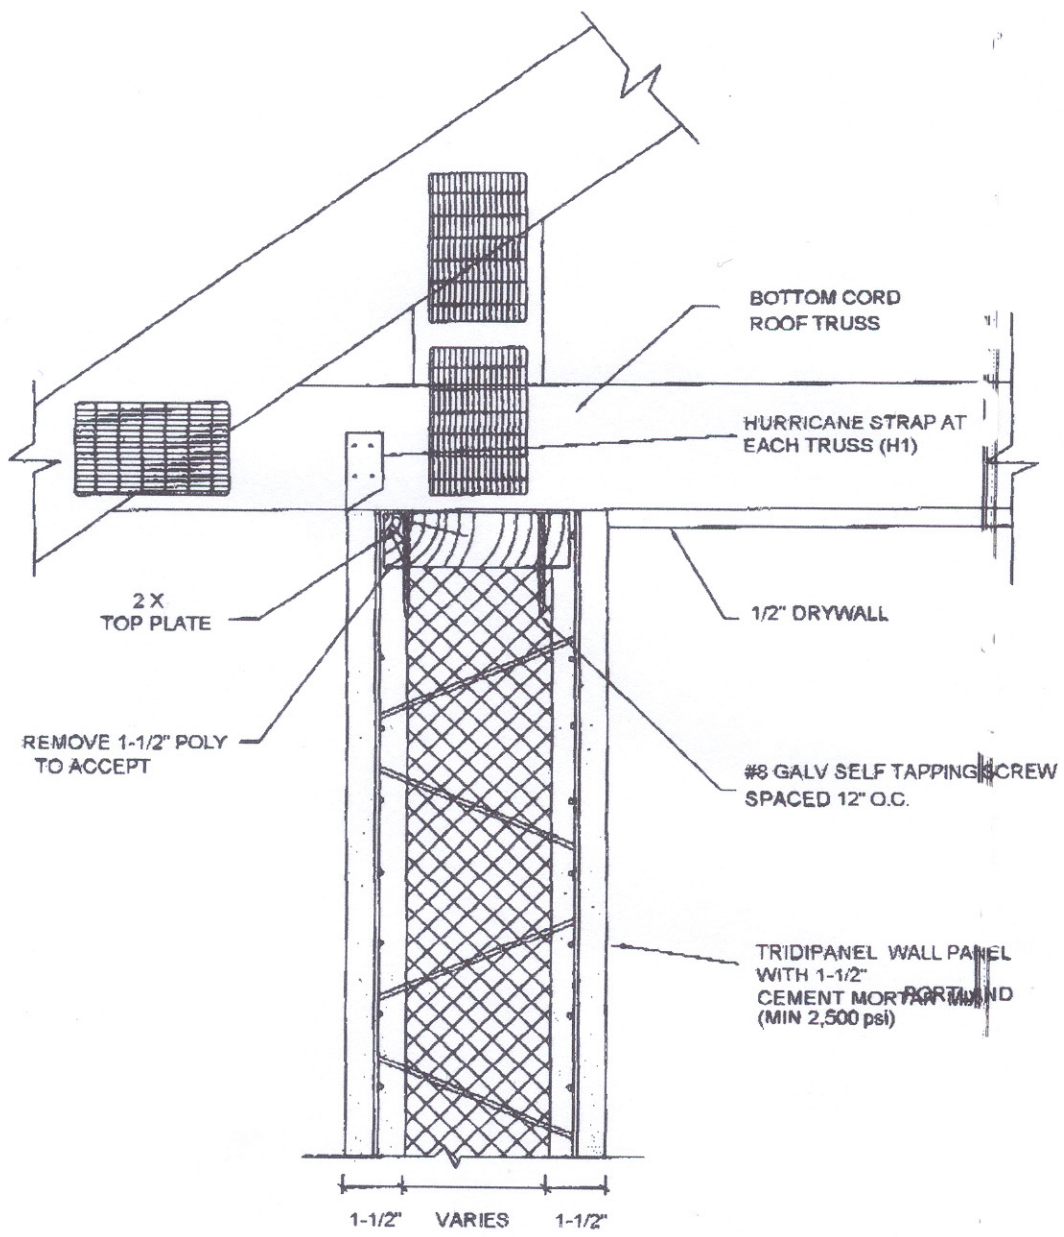 BOTTOM CORD
ROOF TRUSS
HURRICANE STRAP AT
EACH TRUSS (H1)
2 X
TOP PLATE
1/2" DRYWALL
REMOVE 1-1/2" POLY
TO ACCEPT
#8 GALV SELF TAPPING SCREW
SPACED 12" O.C.
TRIDIPANEL WALL PANEL
WITH 1-1/2"
PORTLAND
CEMENT MORTAR MIX
(MIN 2,500 psi)
1-1/2" VARIES 1-1/2"